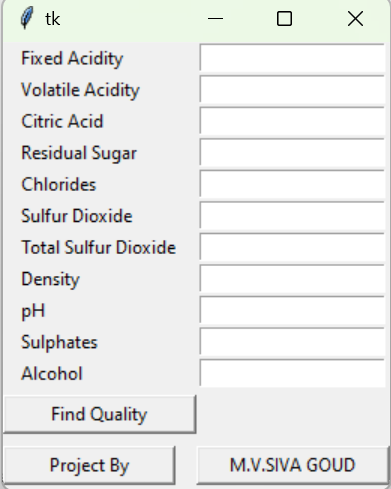 tk
Fixed Acidity
Volatile Acidity
Citric Acid
Residual Sugar
Chlorides
Sulfur Dioxide
Total Sulfur Dioxide
Density
pH
Sulphates
Alcohol
Find Quality
Project By M.V.SIVA GOUD